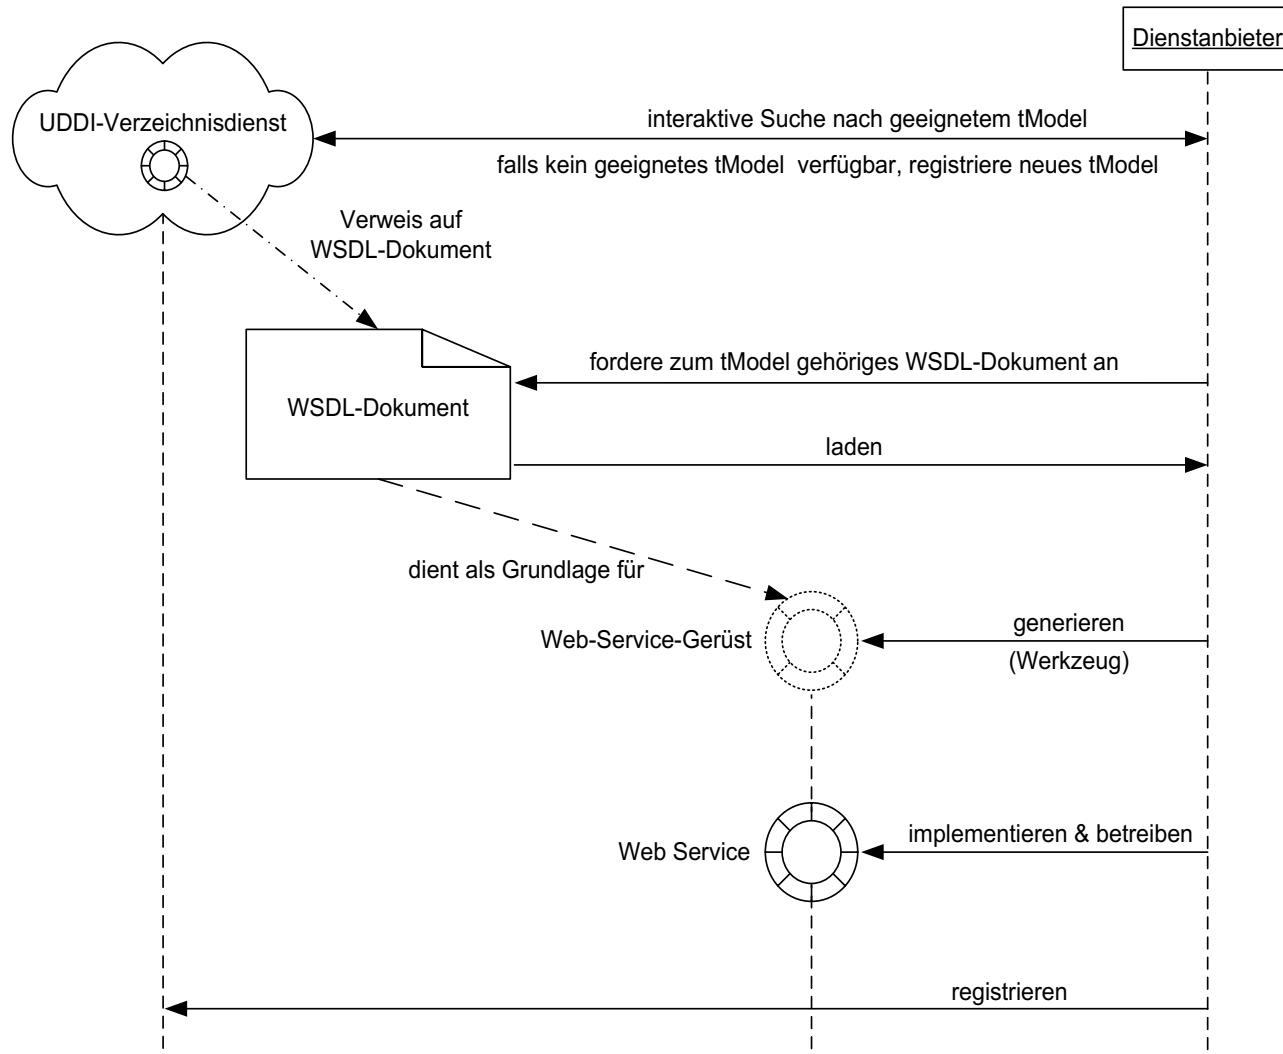 Dienstanbieter
UDDI-Verzeichnisdienst
interaktive Suche nach geeignetem tModel
falls kein geeignetes tModel  verfügbar, registriere neues tModel
Verweis auf
WSDL-Dokument
fordere zum tModel gehöriges WSDL-Dokument an
WSDL-Dokument
laden
dient als Grundlage für
generieren
Web-Service-Gerüst
(Werkzeug)
implementieren & betreiben
Web Service
registrieren